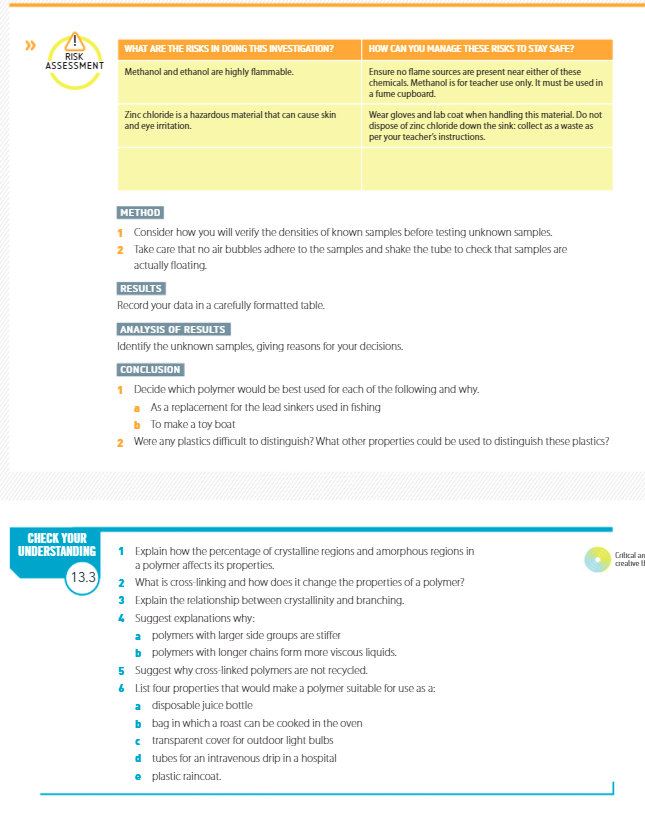 »
!
RISK
ASSESSMENT
WHAT ARE THE RISKS IN DOING THIS INVESTIGATION?
HOW CAN YOU MANAGE THESE RISKS TO STAY SAFE?
Methanol and ethanol are highly flammable.
Ensure no flame sources are present near either of these
chemicals. Methanol is for teacher use only. It must be used in
a fume cupboard.
Zinc chloride is a hazardous material that can cause skin
and eye irritation.
Wear gloves and lab coat when handling this material. Do not
dispose of zinc chloride down the sink: collect as a waste as
per your teacher's instructions.
METHOD
1 Consider how you will verify the densities of known samples before testing unknown samples.
2 Take care that no air bubbles adhere to the samples and shake the tube to check that samples are
actually floating.
RESULTS
Record your data in a carefully formatted table.
ANALYSIS OF RESULTS
Identify the unknown samples, giving reasons for your decisions.
CONCLUSION
1 Decide which polymer would be best used for each of the following and why.
a As a replacement for the lead sinkers used in fishing
b To make a toy boat
2 Were any plastics difficult to distinguish? What other properties could be used to distinguish these plastics?
CHECK YOUR
UNDERSTANDING
13.3
1 Explain how the percentage of crystalline regions and amorphous regions in
a polymer affects its properties.
2 What is cross-linking and how does it change the properties of a polymer?
3 Explain the relationship between crystallinity and branching.
4 Suggest explanations why:
a polymers with larger side groups are stiffer
b polymers with longer chains form more viscous liquids.
5 Suggest why cross-linked polymers are not recycled.
6 List four properties that would make a polymer suitable for use as a:
a disposable juice bottle
b bag in which a roast can be cooked in the oven
c transparent cover for outdoor light bulbs
d tubes for an intravenous drip in a hospital
e plastic raincoat.
Critical
creative